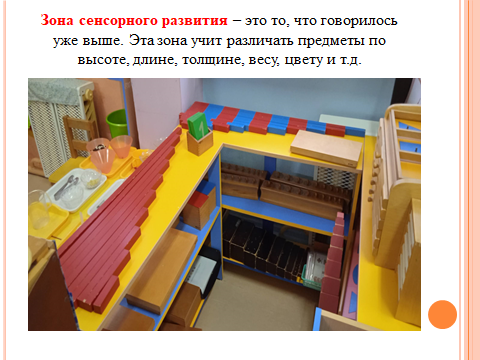 Зона сенсорного развития – это то, что говорилось
уже выше. Эта зона учит различать предметы по
высоте, длине, толщине, весу, цвету и т.д.